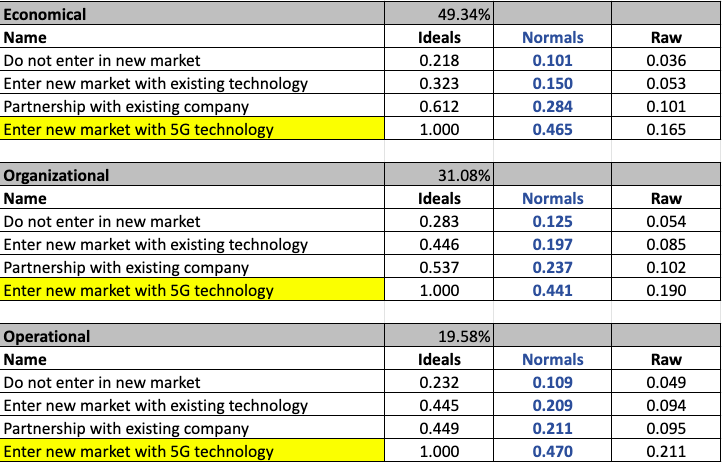 Economical 49.34%
Name Ideals Normals Raw
Do not enter in new market 0.218 0.101 0.036
Enter new market with existing technology 0.323 0.150 0.053
Partnership with existing company 0.612 0.284 0.101
Enter new market with 5G technology 1.000 0.465 0.165
Organizational 31.08%
Name Ideals Normals Raw
Do not enter in new market 0.283 0.125 0.054
Enter new market with existing technology 0.446 0.197 0.085
Partnership with existing company 0.537 0.237 0.102
Enter new market with 5G technology 1.000 0.441 0.190
Operational 19.58%
Name Ideals Normals Raw
Do not enter in new market 0.232 0.109 0.049
Enter new market with existing technology 0.445 0.209 0.094
Partnership with existing company 0.449 0.211 0.095
Enter new market with 5G technology 1.000 0.470 0.211